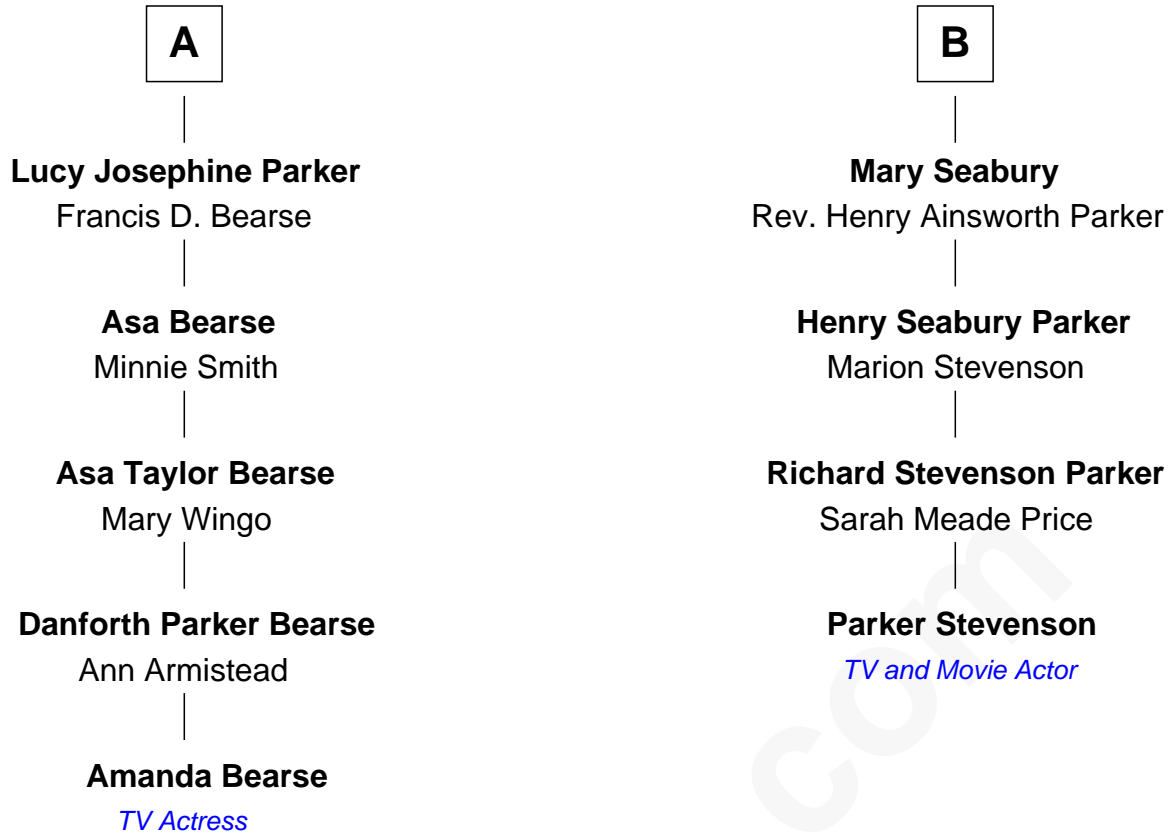 A
Lucy Josephine Parker
Francis D. Bearse
Asa Bearse
Minnie Smith
Asa Taylor Bearse
Mary Wingo
Danforth Parker Bearse
Ann Armistead
Amanda Bearse
TV Actress
B
Mary Seabury
Rev. Henry Ainsworth Parker
Henry Seabury Parker
Marion Stevenson
Richard Stevenson Parker
Sarah Meade Price
Parker Stevenson
TV and Movie Actor
com